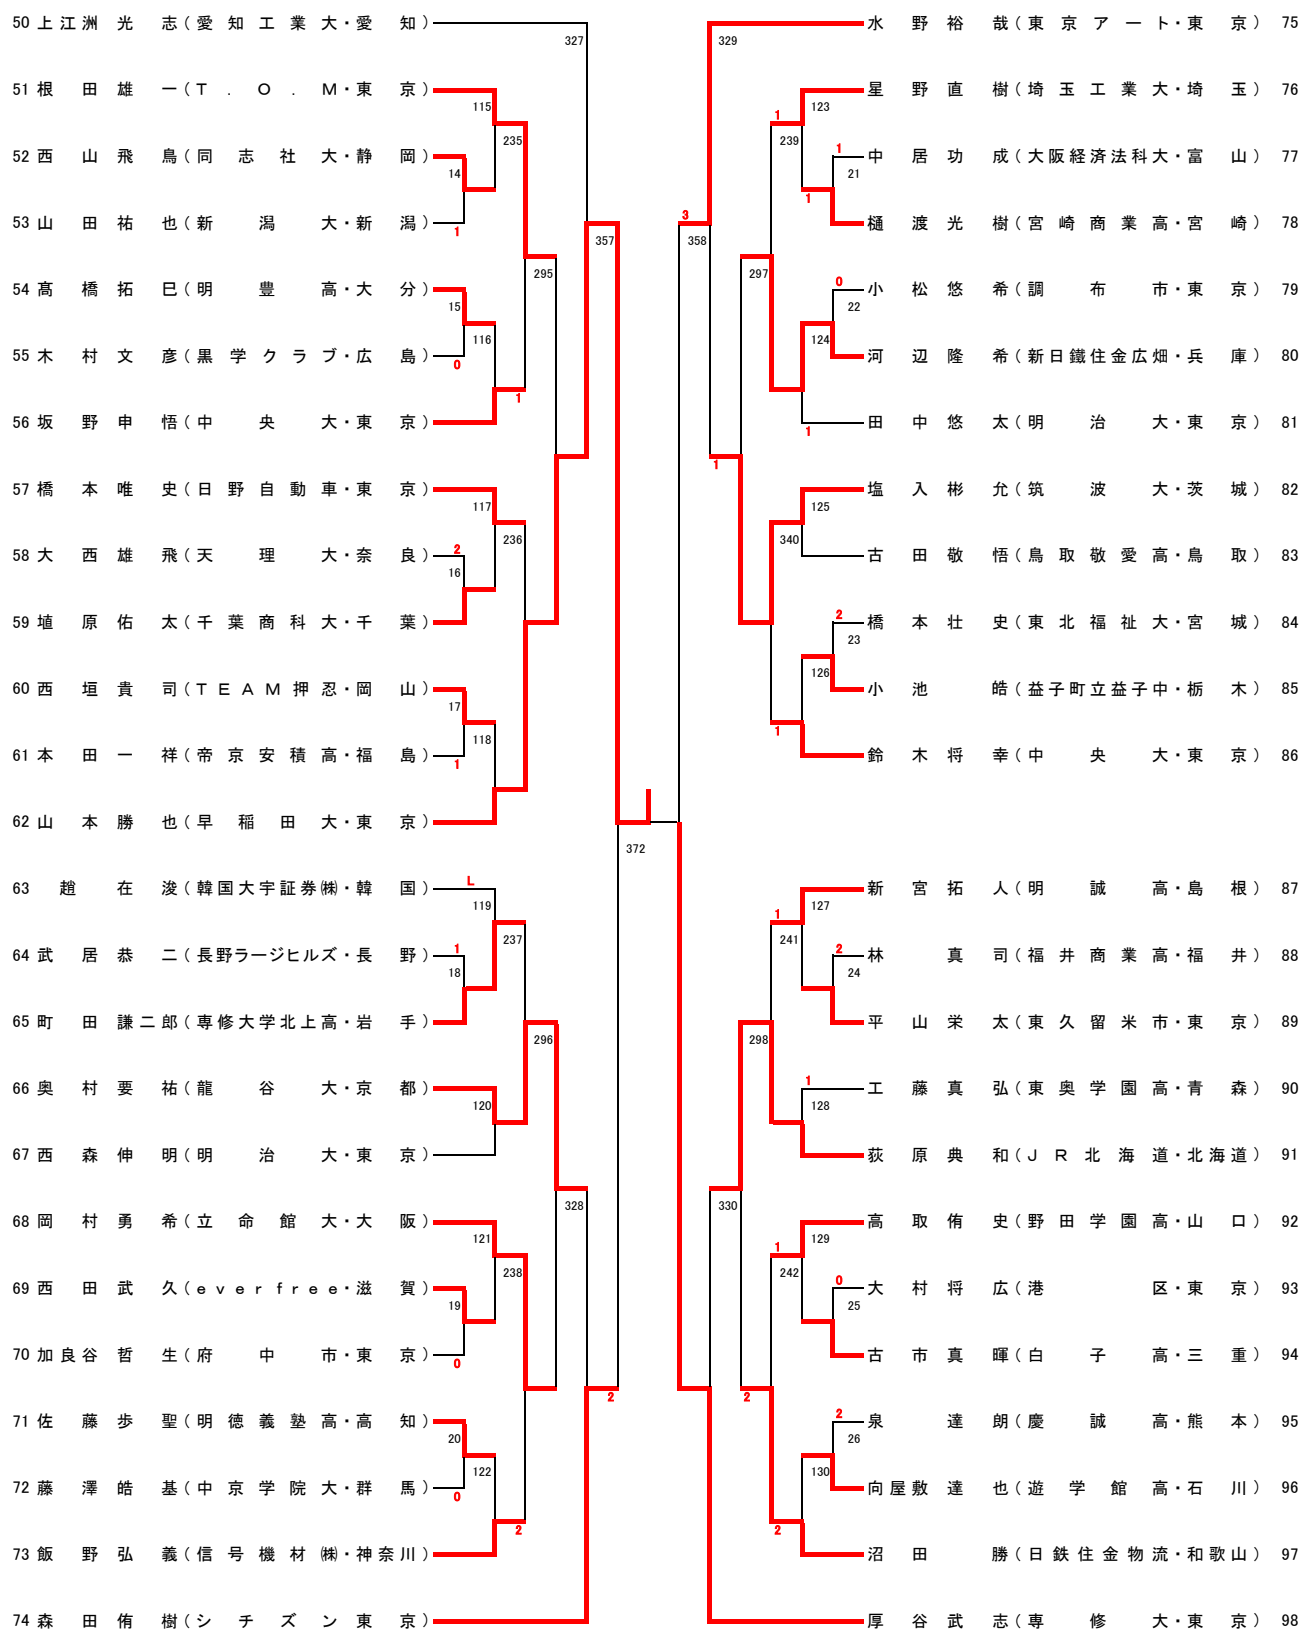 50 上江洲光志(愛知工業大・愛知)
327
51 根田雄一(T.O.M・東京)
115
235
52 西山飛鳥(同志社大・静岡)
14
53 山田祐也(新潟大・新潟)
1
357
295
54 髙橋拓巳(明豊高・大分)
15
116
55 木村文彦(黒学クラブ・広島)
0
1
56 坂野申悟(中央大・東京)
57 橋本唯史(日野自動車・東京)
117
236
58 大西雄飛(天理大・奈良)
2
16
59 埴原佑太(千葉商科大・千葉)
60 西垣貴司(TEAM押忍・岡山)
17
118
61 本田一祥(帝京安積高・福島)
1
62 山本勝也(早稲田大・東京)
372
63 趙在浚(韓国大宇証券㈱・韓国)
L
119
237
64 武居恭二(長野ラージヒルズ・長野)
1
18
65 町田謙二郎(専修大学北上高・岩手)
296
66 奥村要祐(龍谷大・京都)
120
67 西森伸明(明治大・東京)
328
68 岡村勇希(立命館大・大阪)
121
238
69 西田武久(everfree・滋賀)
19
70 加良谷哲生(府中市・東京)
0
2
71 佐藤歩聖(明徳義塾高・高知)
20
122
72 藤澤皓基(中京学院大・群馬)
0
2
73 飯野弘義(信号機材㈱・神奈川)
74 森田侑樹(シチズン東京)
水野裕哉(東京アート・東京) 75
329
星野直樹(埼玉工業大・埼玉) 76
1
123
239
中居功成(大阪経済法科大・富山) 77
1
21
1
樋渡光樹(宮崎商業高・宮崎) 78
3
358
297
小松悠希(調布市・東京) 79
0
22
124
河辺隆希(新日鐵住金広畑・兵庫) 80
田中悠太(明治大・東京) 81
1
1
塩入彬允(筑波大・茨城) 82
125
340
古田敬悟(鳥取敬愛高・鳥取) 83
橋本壮史(東北福祉大・宮城) 84
2
23
126
小池皓(益子町立益子中・栃木) 85
1
鈴木将幸(中央大・東京) 86
新宮拓人(明誠高・島根) 87
1
127
241
林真司(福井商業高・福井) 88
2
24
平山栄太(東久留米市・東京) 89
298
工藤真弘(東奥学園高・青森) 90
1
128
荻原典和(JR北海道・北海道) 91
330
高取侑史(野田学園高・山口) 92
1
129
242
大村将広(港区・東京) 93
0
25
古市真暉(白子高・三重) 94
2
泉達朗(慶誠高・熊本) 95
2
26
130
向屋敷達也(遊学館高・石川) 96
2
沼田勝(日鉄住金物流・和歌山) 97
厚谷武志(専修大・東京) 98